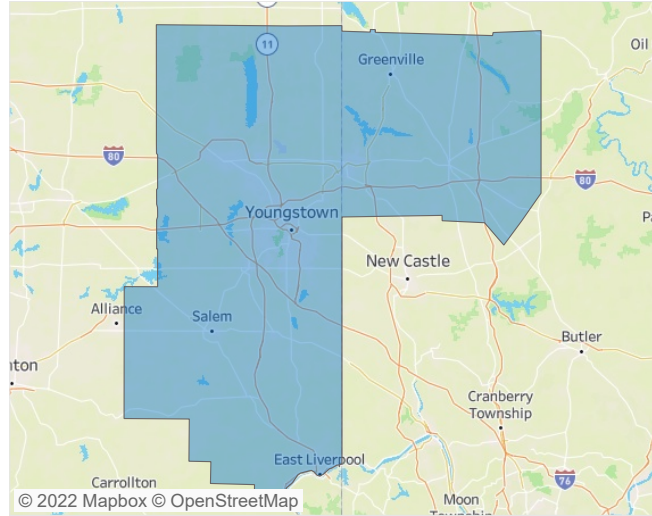 11
Greenville
Oil
80
80
Youngstown
Pa
New Castle
Alliance
Salem
Butler
nton
Cranberry
Township
East Liverpool
76
Carrollton
Moon
Township
© 2022 Mapbox © OpenStreetMap